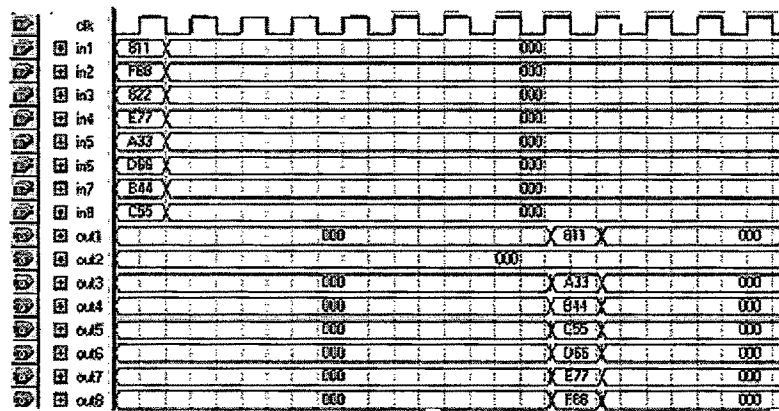 clk
in1 811 000
in2 F88 000
in3 822 000
in4 E77 000
in5 A33 000
in6 D66 000
in7 B44 000
in8 C55 000
out1 000 811 000
out2 000
out3 000 A33 000
out4 000 B44 000
out5 000 C55 000
out6 000 D66 000
out7 000 E77 000
out8 000 F88 000